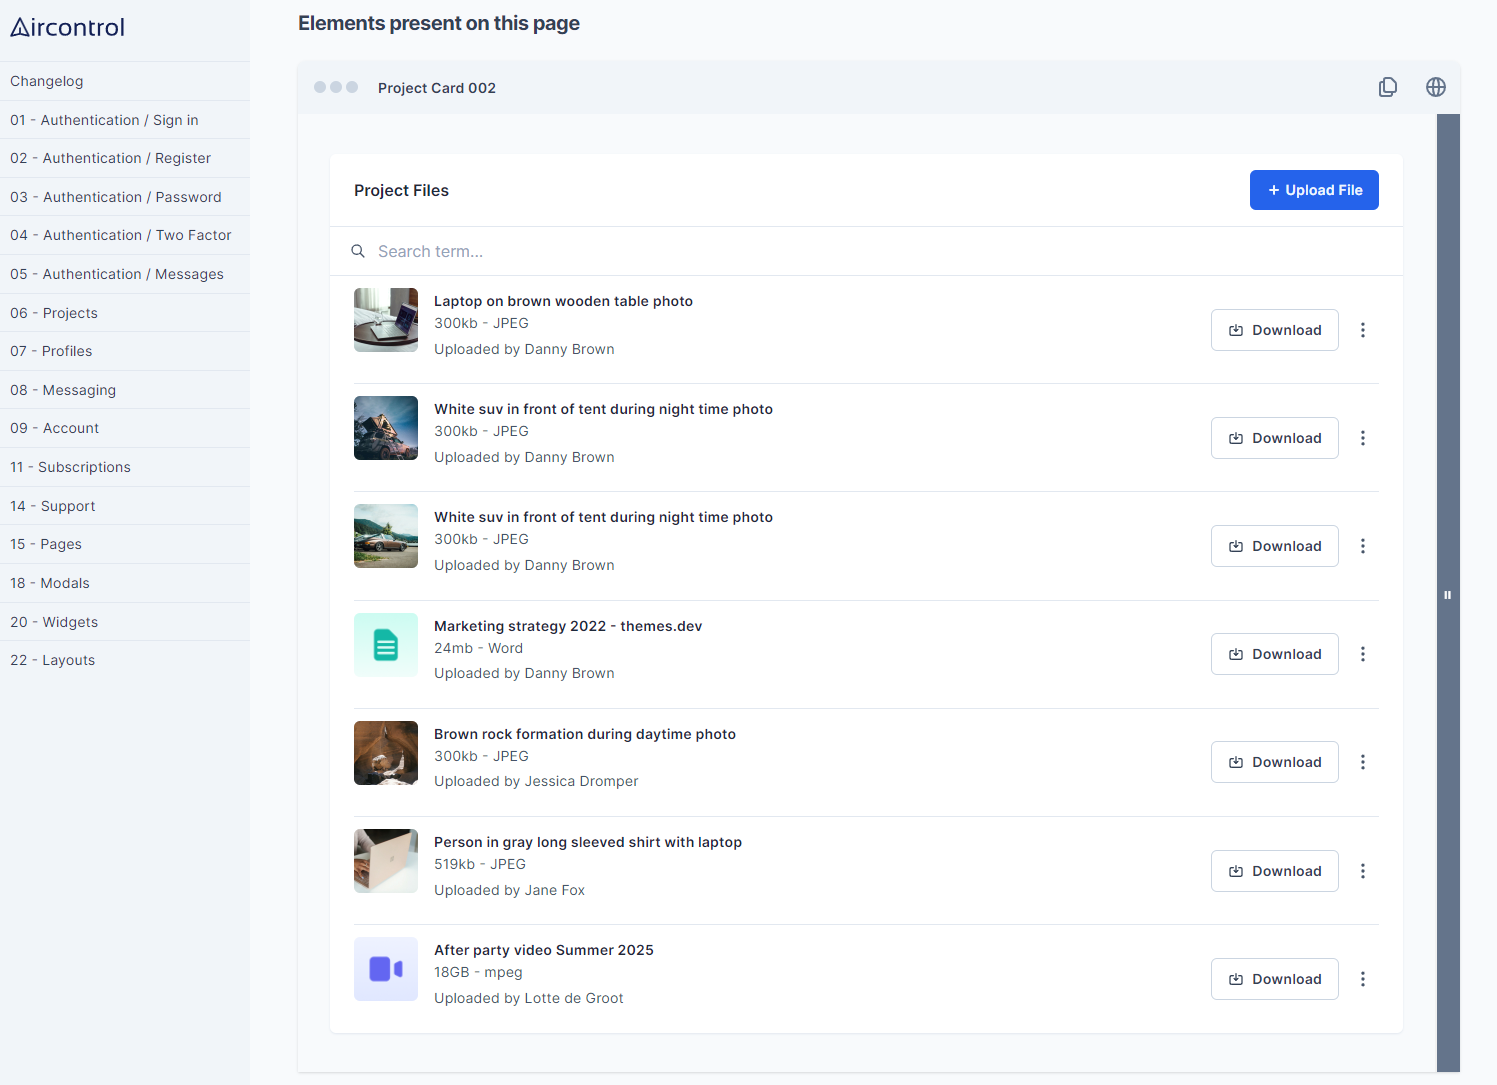 Aircontrol
Changelog
01 - Authentication / Sign in
02 - Authentication / Register
03 - Authentication / Password
04 - Authentication / Two Factor
05 - Authentication / Messages
06 - Projects
07 - Profiles
08 - Messaging
09 - Account
11 - Subscriptions
14 - Support
15 - Pages
18 - Modals
20 - Widgets
22 - Layouts
Elements present on this page
Project Card 002
Project Files
+ Upload File
Search term...
Laptop on brown wooden table photo
300kb - JPEG
Uploaded by Danny Brown
Download
White suv in front of tent during night time photo
300kb - JPEG
Uploaded by Danny Brown
Download
White suv in front of tent during night time photo
300kb - JPEG
Uploaded by Danny Brown
Download
Marketing strategy 2022 - themes.dev
24mb - Word
Uploaded by Danny Brown
Download
Brown rock formation during daytime photo
300kb - JPEG
Uploaded by Jessica Dromper
Download
Person in gray long sleeved shirt with laptop
519kb - JPEG
Uploaded by Jane Fox
Download
After party video Summer 2025
18GB - mpeg
Uploaded by Lotte de Groot
Download